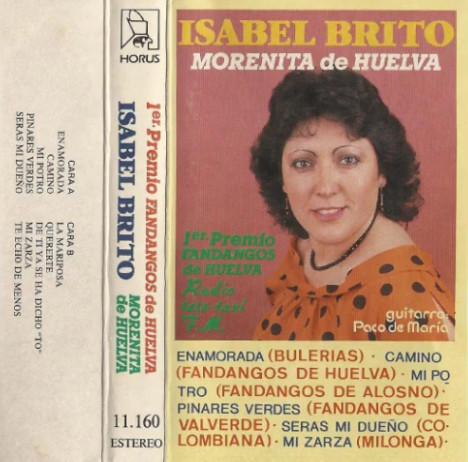 CARA A
ENAMORADA
CAMINO
MI POTRO
PINARES VERDES
SERAS MI DUEÑO
CARA B
LA MARIPOSA
QUERERTE
DE TI YA SE HA DICHO "TO"
MI ZARZA
TE ECHO DE MENOS
HORUS
1er. Premio FANDANGOS de HUELVA
ISABEL BRITO
MORENITA
de HUELVA
11.160
ESTEREO
ISABEL BRITO
MORENITA de HUELVA
1er. Premio
FANDANGOS
de HUELVA
Radio
tele taxi
F.M.
guitarra:
Paco de María
ENAMORADA (BULERIAS) · CAMINO
(FANDANGOS DE HUELVA) · MI PO
TRO (FANDANGOS DE ALOSNO) ·
PINARES VERDES (FANDANGOS DE
VALVERDE) · SERAS MI DUEÑO (CO-
LOMBIANA) · MI ZARZA (MILONGA) ·